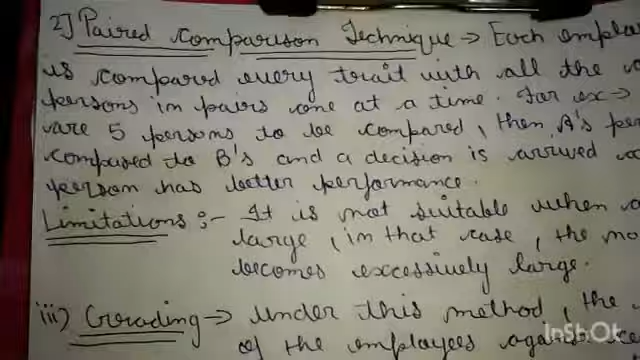 2] Paired Comparison Technique → Each
is compared every trait with all the
persons in pairs one at a time. For ex →
are 5 persons to be compared, then A's
compared to B's and a decision is arrived
person has better performance.
Limitations :- It is not suitable when
large, in that case, the
becomes excessively large.
iii) Grading → Under this method, the
of the employees against
InShOt